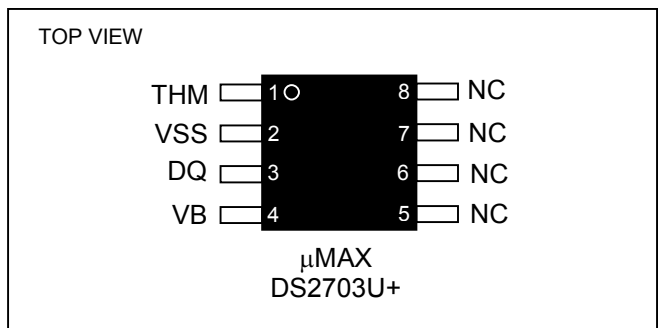 TOP VIEW
THM 1 8 NC
VSS 2 7 NC
DQ 3 6 NC
VB 4 5 NC
μMAX
DS2703U+